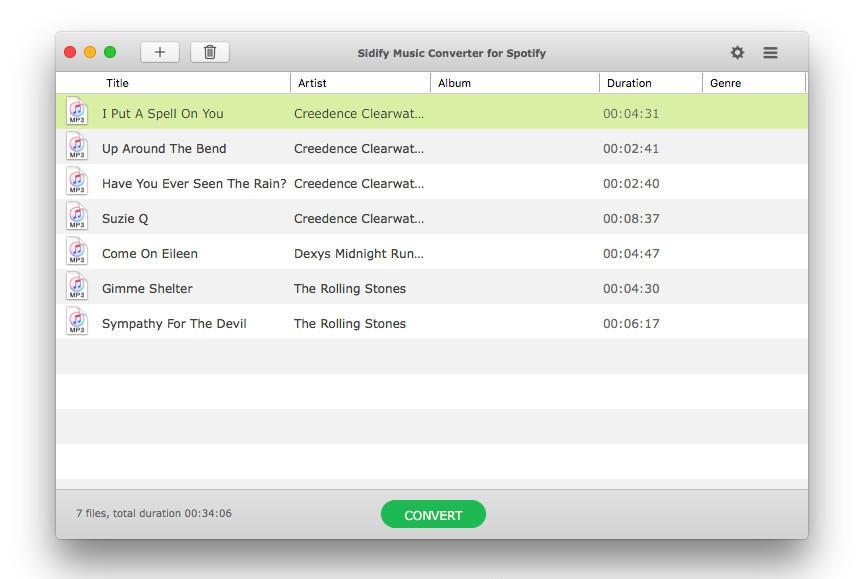 Sidify Music Converter for Spotify
Title Artist Album Duration Genre
MP3 I Put A Spell On You Creedence Clearwat... 00:04:31
MP3 Up Around The Bend Creedence Clearwat... 00:02:41
MP3 Have You Ever Seen The Rain? Creedence Clearwat... 00:02:40
MP3 Suzie Q Creedence Clearwat... 00:08:37
MP3 Come On Eileen Dexys Midnight Run... 00:04:47
MP3 Gimme Shelter The Rolling Stones 00:04:30
MP3 Sympathy For The Devil The Rolling Stones 00:06:17
7 files, total duration 00:34:06 CONVERT